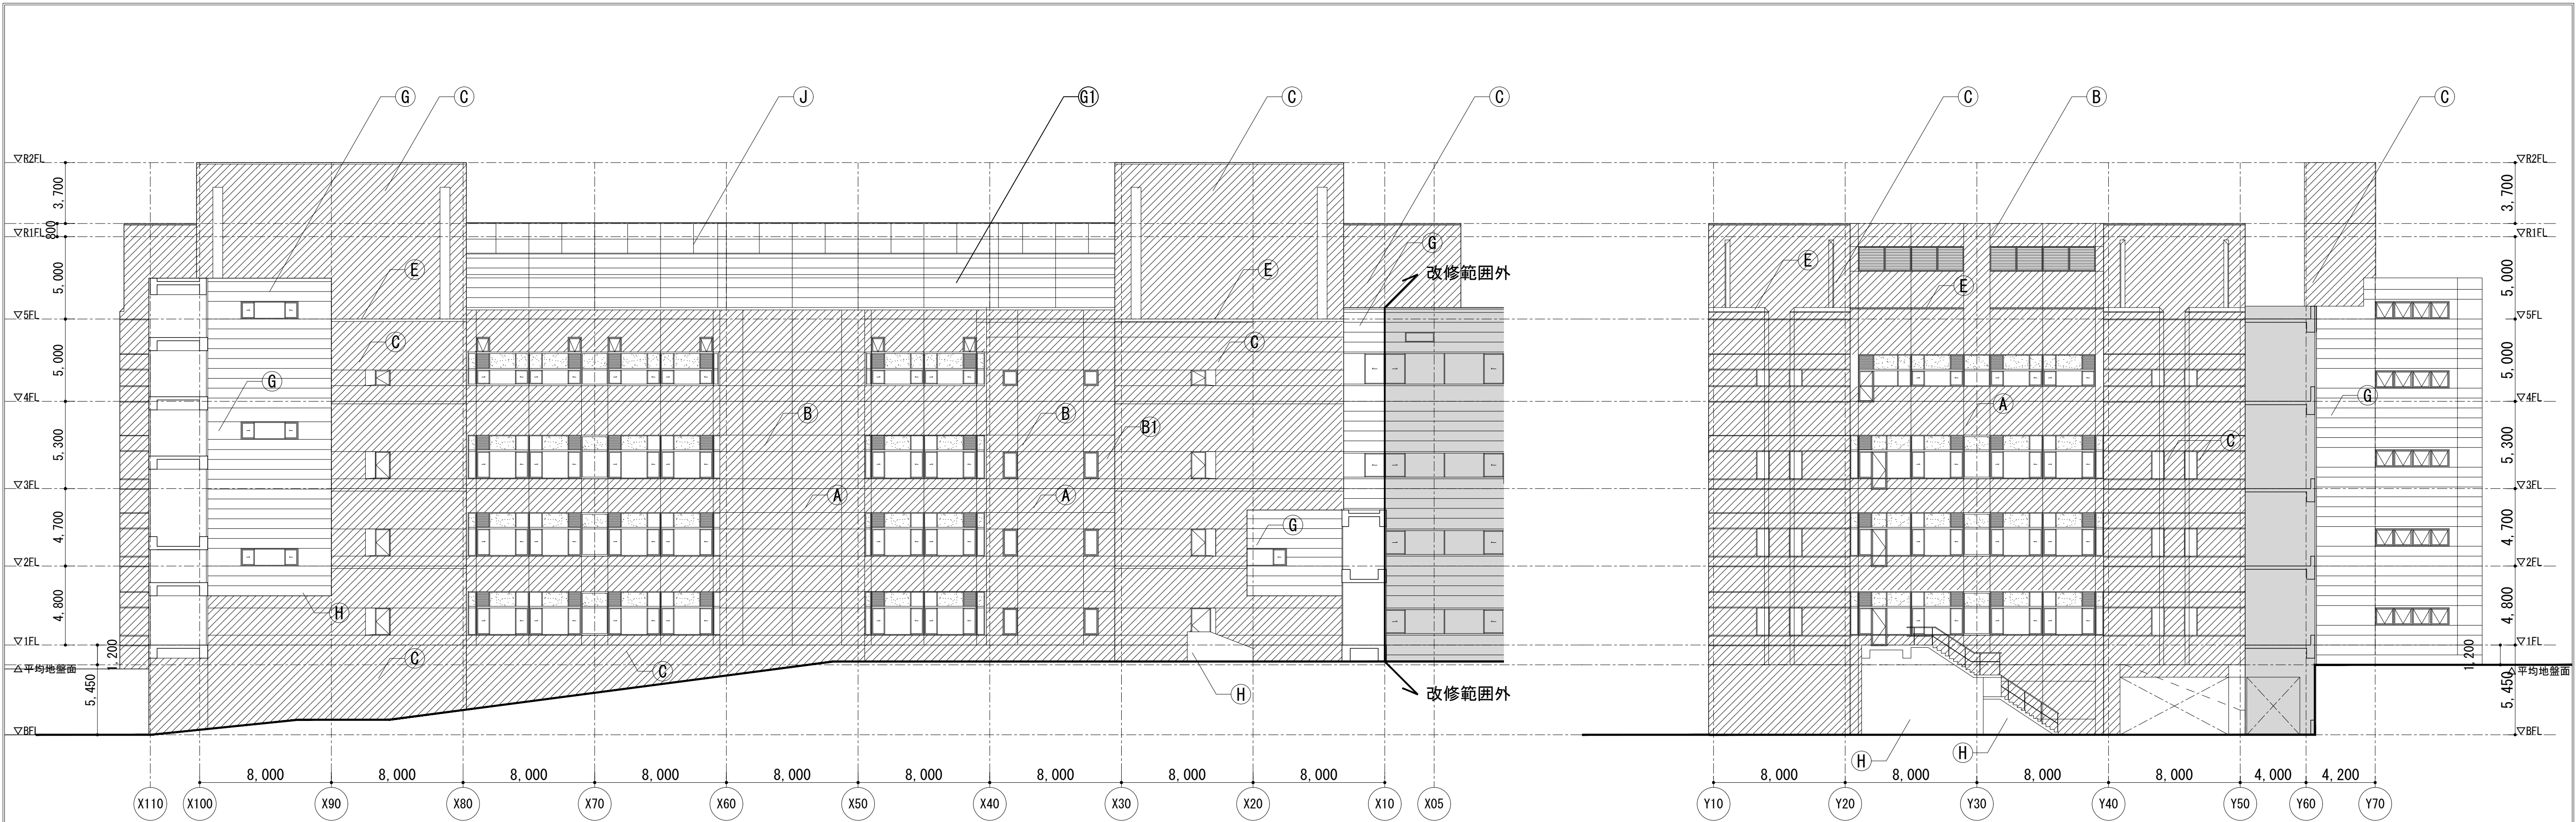 G
C
J
G1
C
C
C
B
C
▽R2FL
▽R2FL
3,700
3,700
▽R1FL
800
▽R1FL
G
E
E
改修範囲外
E
E
5,000
5,000
▽5FL
▽5FL
C
C
5,000
5,000
G
G
▽4FL
▽4FL
B
B
B1
A
C
5,300
5,300
▽3FL
▽3FL
A
A
G
4,700
4,700
▽2FL
▽2FL
H
4,800
4,800
▽1FL
▽1FL
1,200
1,200
△平均地盤面
△平均地盤面
C
C
H
改修範囲外
5,450
5,450
▽BFL
▽BFL
H
H
8,000
8,000
8,000
8,000
8,000
8,000
8,000
8,000
8,000
8,000
8,000
8,000
8,000
4,000
4,200
X110
X100
X90
X80
X70
X60
X50
X40
X30
X20
X10
X05
Y10
Y20
Y30
Y40
Y50
Y60
Y70